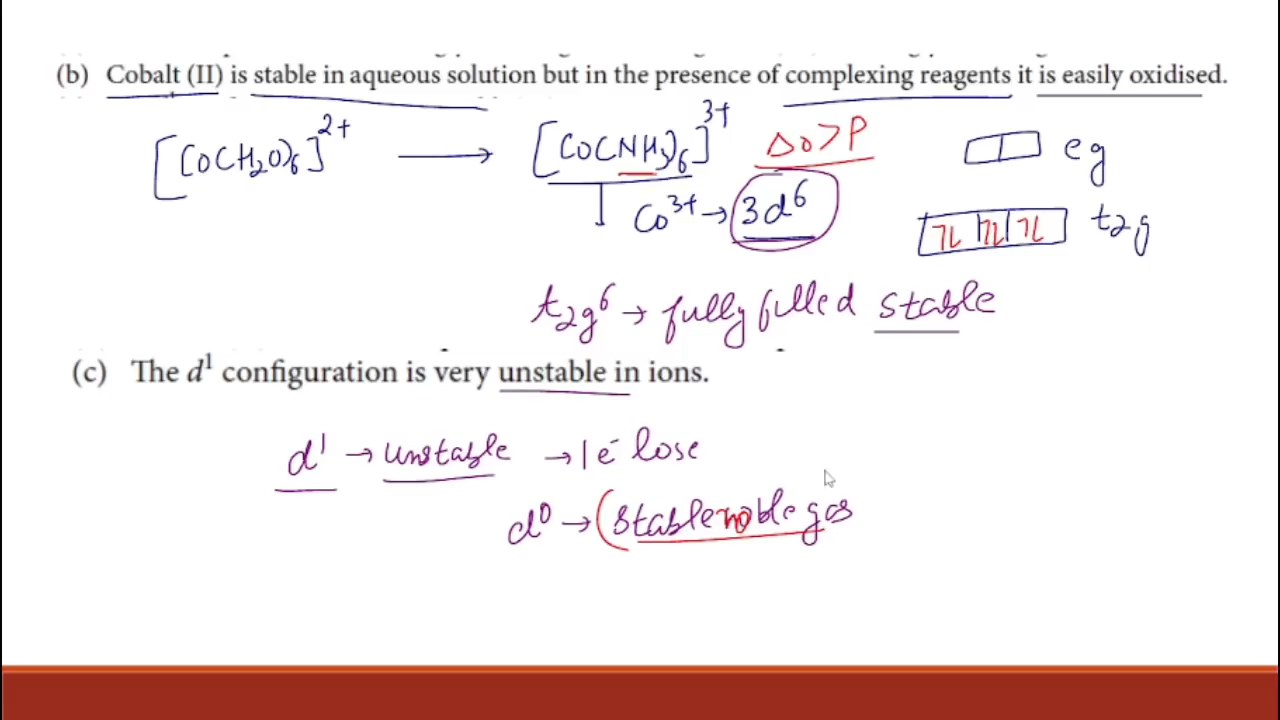 (b) Cobalt (II) is stable in aqueous solution but in the presence of complexing reagents it is easily oxidised.
[Co(H₂O)₆]²⁺ → [Co(NH₃)₆]³⁺ Δo>P eg
Co³⁺ → 3d⁶ t₂g
t₂g⁶ → fully filled stable
(c) The d¹ configuration is very unstable in ions.
d¹ → unstable → 1e⁻ lose
d⁰ → (stable noble gas